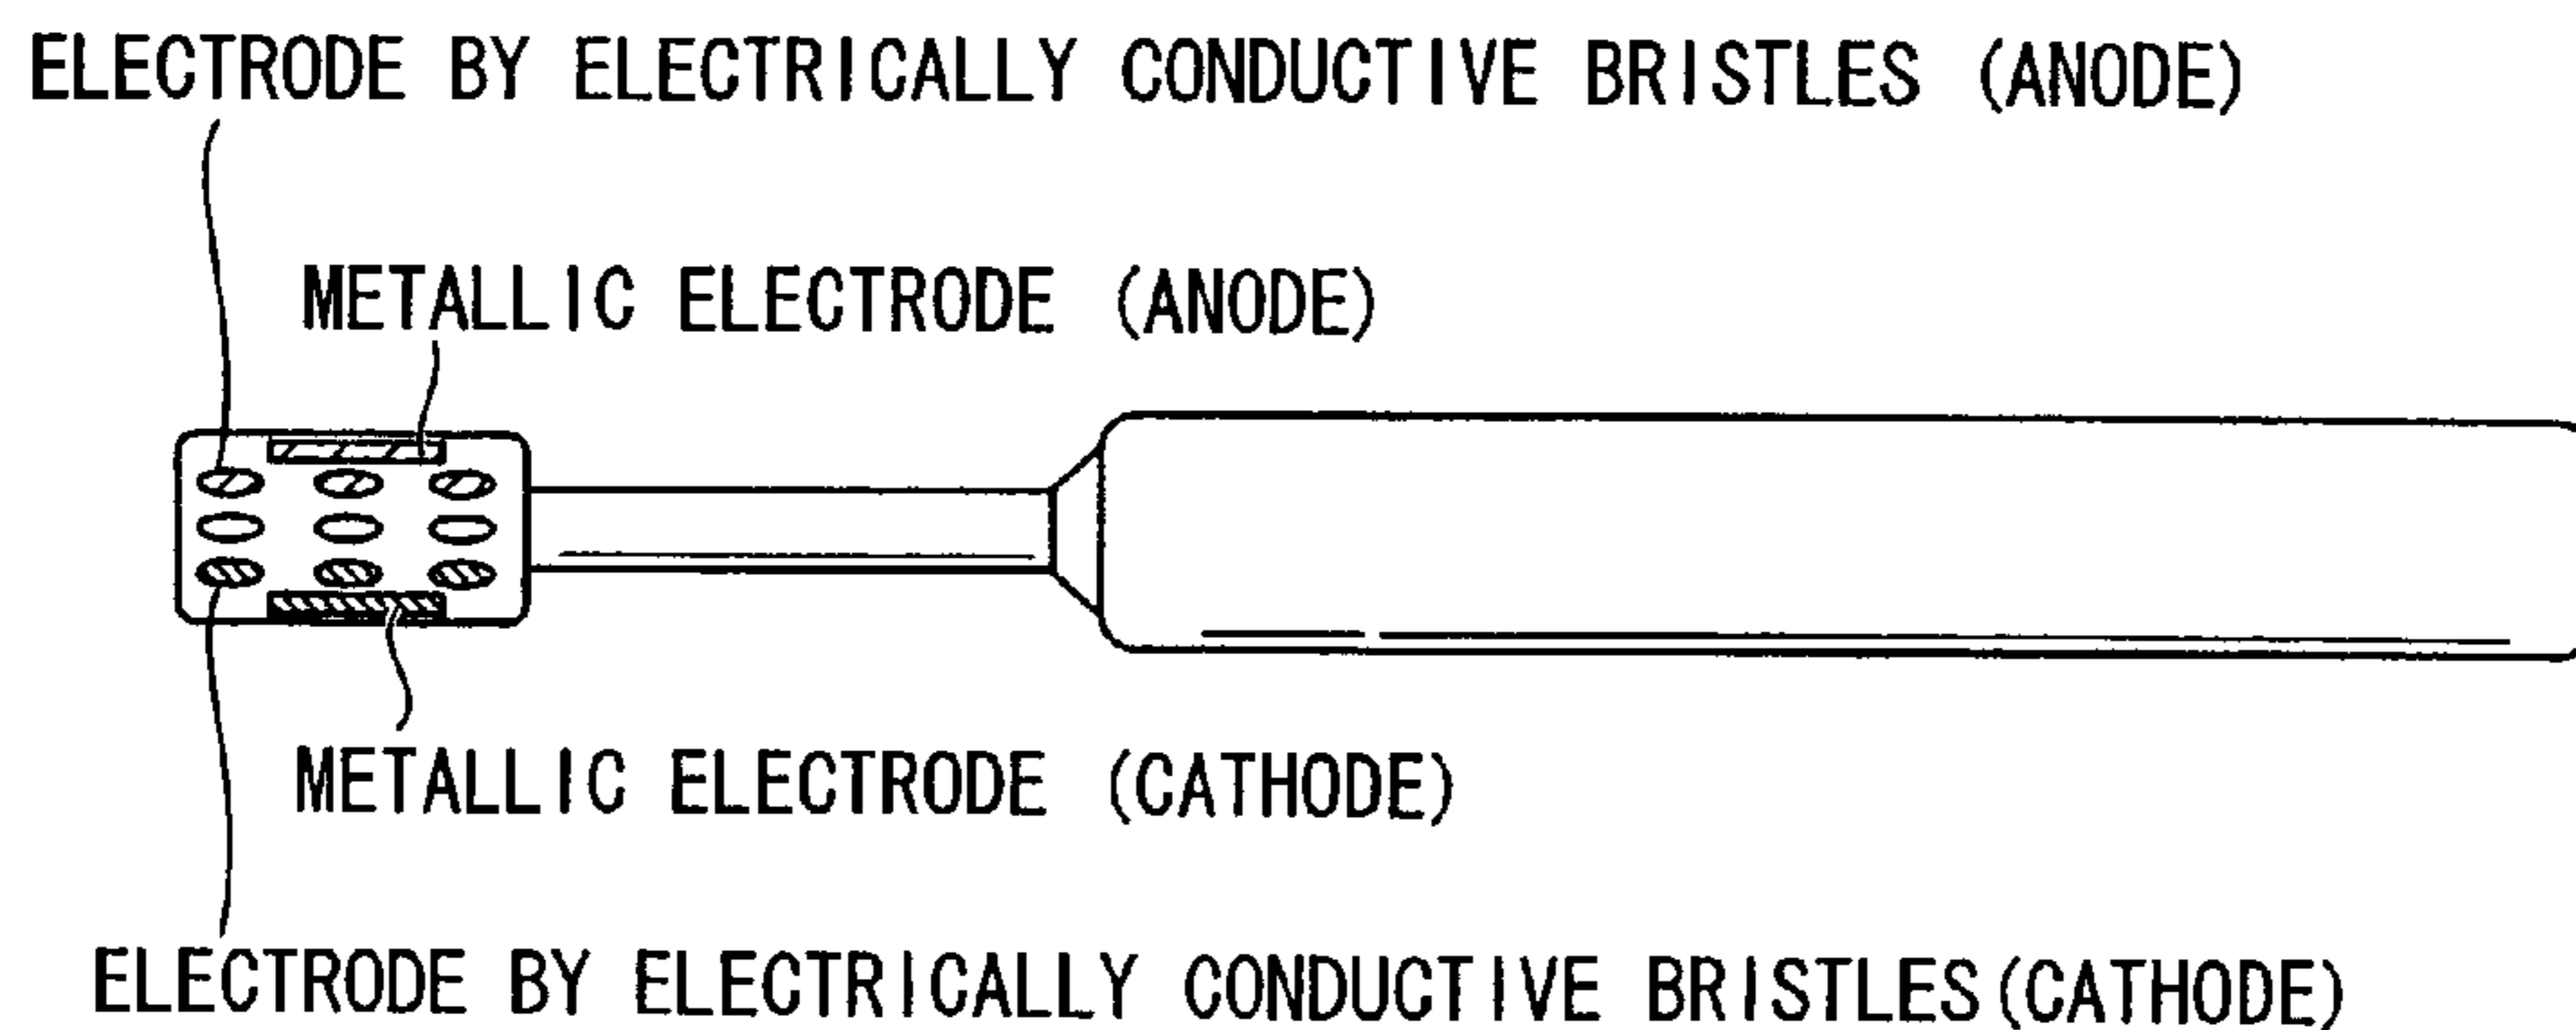 ELECTRODE BY ELECTRICALLY CONDUCTIVE BRISTLES (ANODE)
METALLIC ELECTRODE (ANODE)
METALLIC ELECTRODE (CATHODE)
ELECTRODE BY ELECTRICALLY CONDUCTIVE BRISTLES(CATHODE)